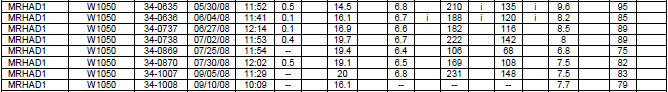 MRHAD1 W1050 34-0635 05/30/08 11:52 0.5 14.5 6.8 210 i 135 i 9.6 95
MRHAD1 W1050 34-0636 06/04/08 11:41 0.1 16.1 6.7 i 188 i 120 i 8.2 85
MRHAD1 W1050 34-0737 06/27/08 12:14 0.1 16.9 6.6 182 116 8.5 89
MRHAD1 W1050 34-0738 07/02/08 11:53 0.4 19.7 6.7 222 142 8 89
MRHAD1 W1050 34-0869 07/25/08 11:54 -- 19.4 6.4 106 68 6.8 75
MRHAD1 W1050 34-0870 07/30/08 12:02 0.5 19.1 6.5 169 108 7.5 82
MRHAD1 W1050 34-1007 09/05/08 11:29 -- 20 6.8 231 148 7.5 83
MRHAD1 W1050 34-1008 09/10/08 10:09 -- 16.1 -- -- -- 7.7 79